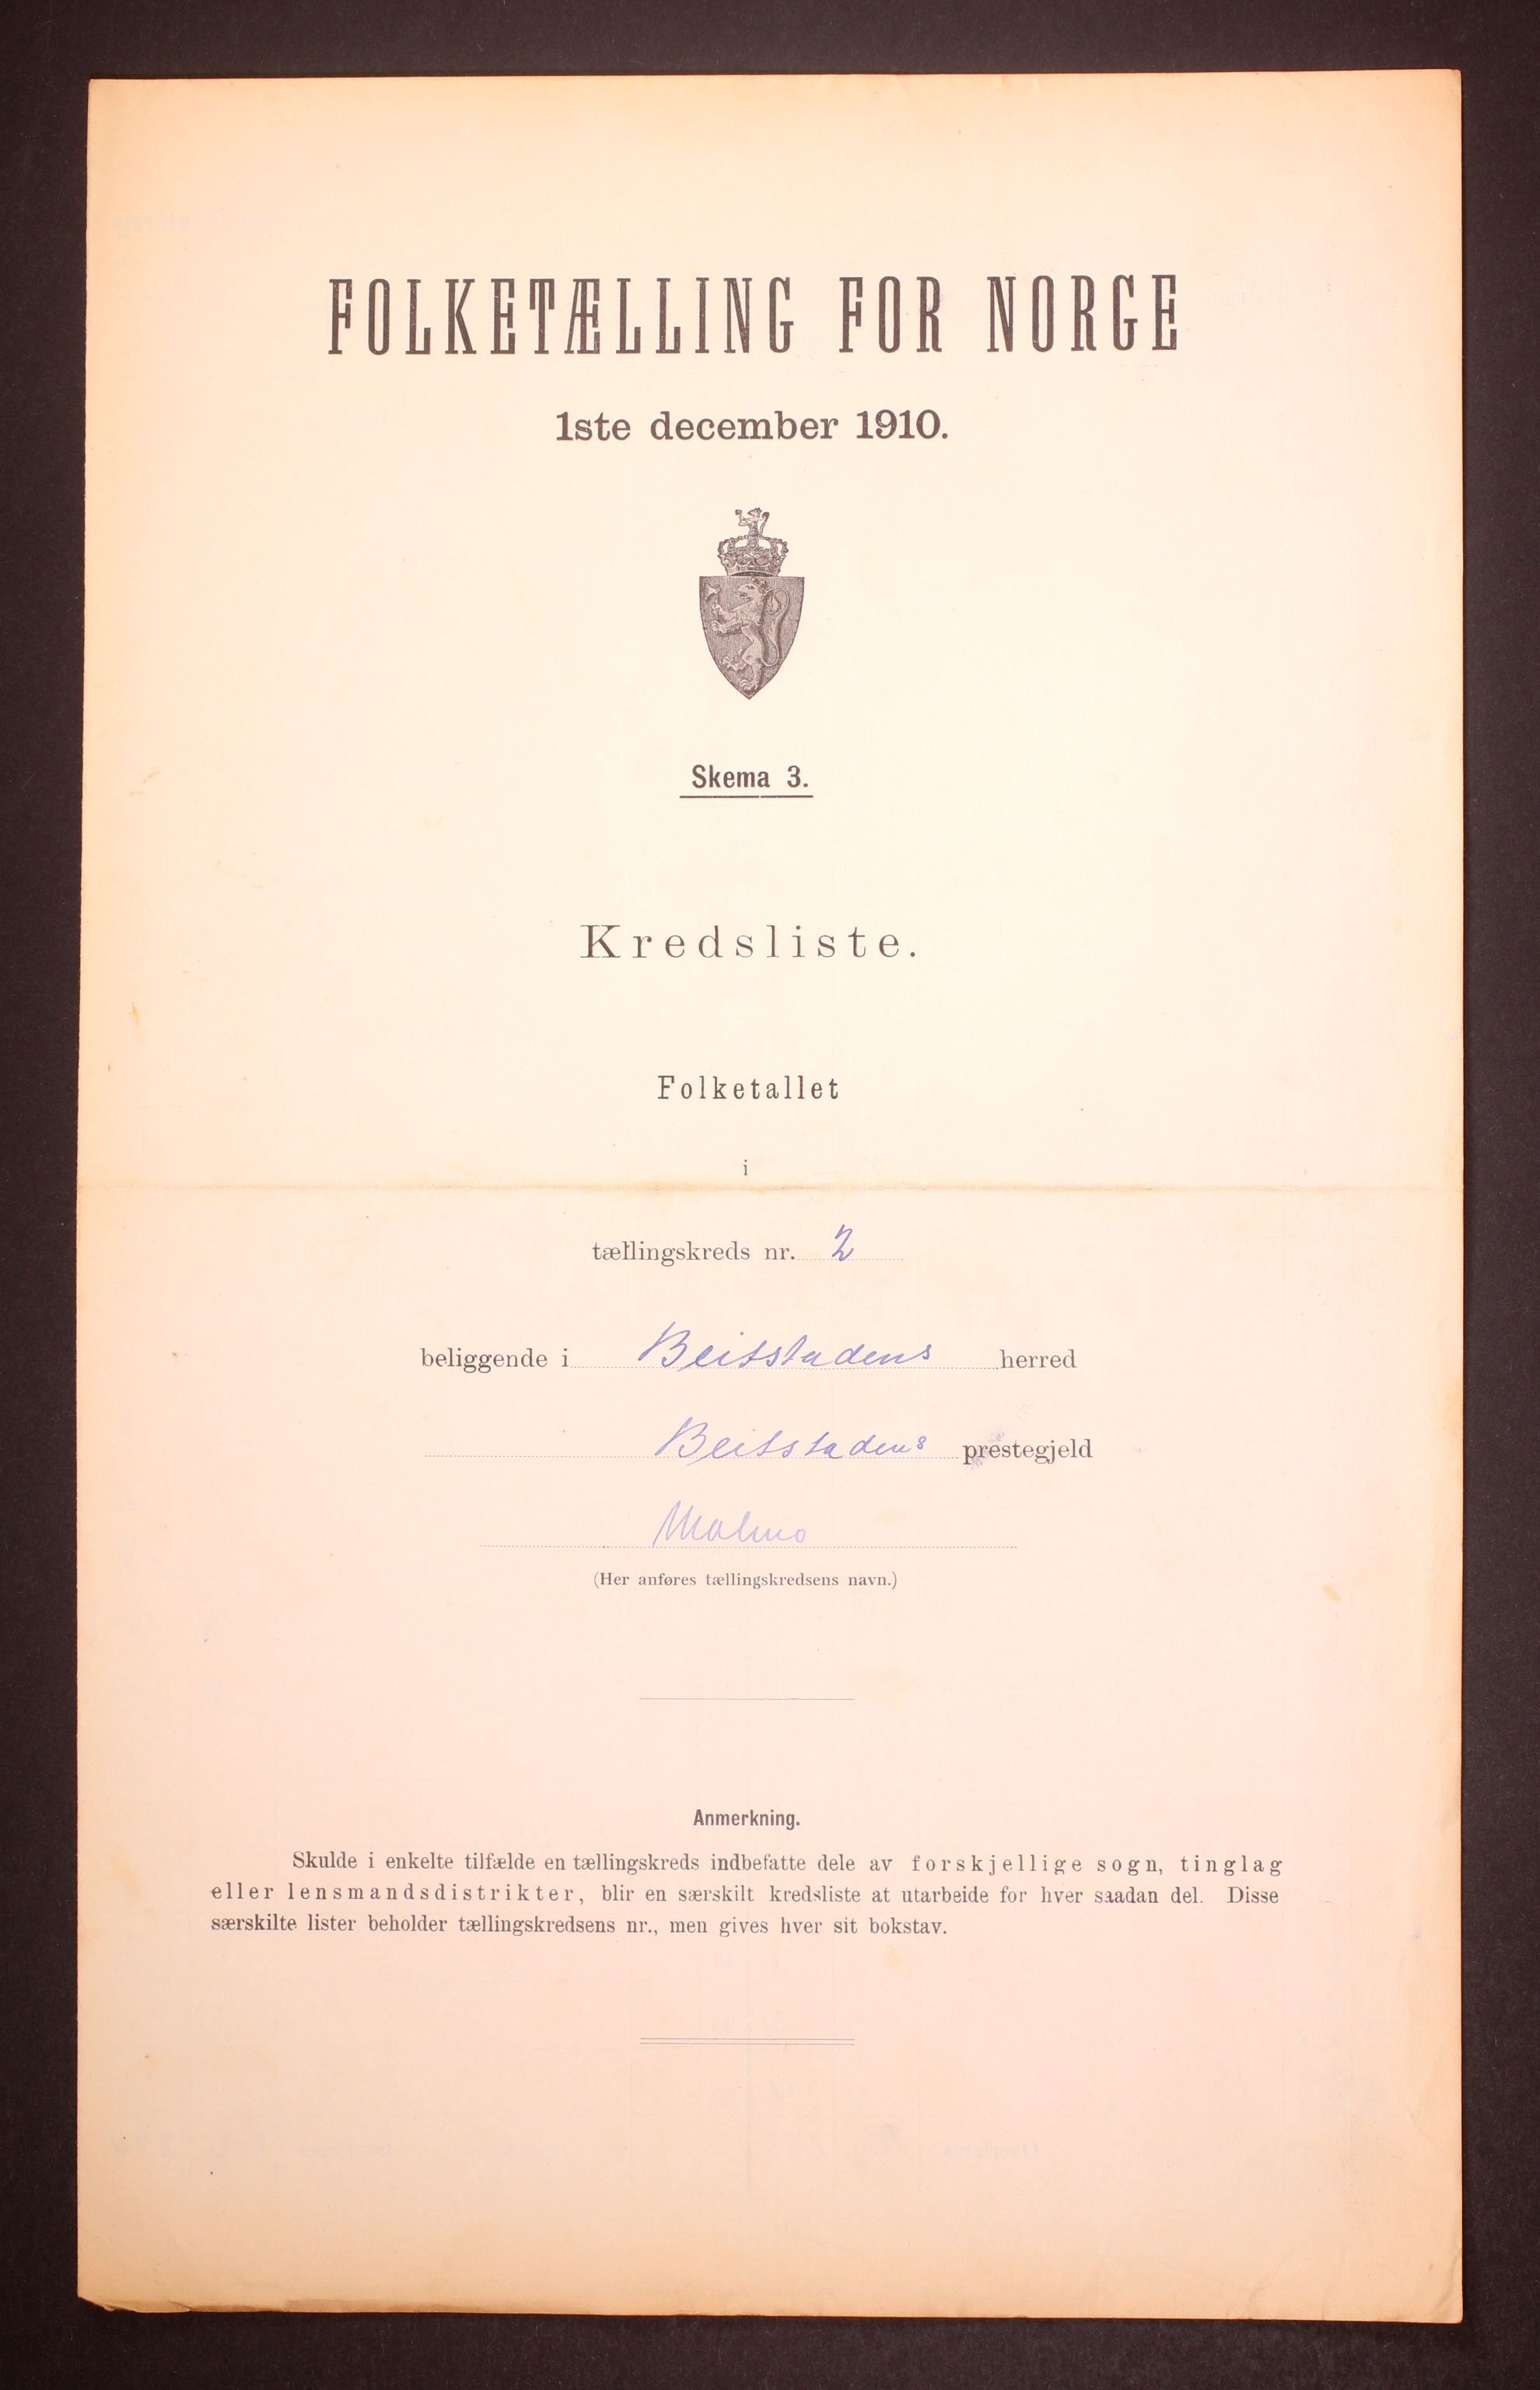 FOLKETÆLLING FOR NORGE
1ste december 1910.
Skema 3.
Kredsliste.
Folketallet
i
tællingskreds nr. 2
beliggende i Beitstadens herred
Beitstadens prestegjeld
Malmo
(Her anføres tællingskredsens navn.)
Anmerkning.
Skulde i enkelte tilfælde en tællingskreds indbefatte dele av forskjellige sogn, tinglag
eller lensmandsdistrikter, blir en særskilt kredsliste at utarbeide for hver saadan del. Disse
særskilte lister beholder tællingskredsens nr., men gives hver sit bokstav.